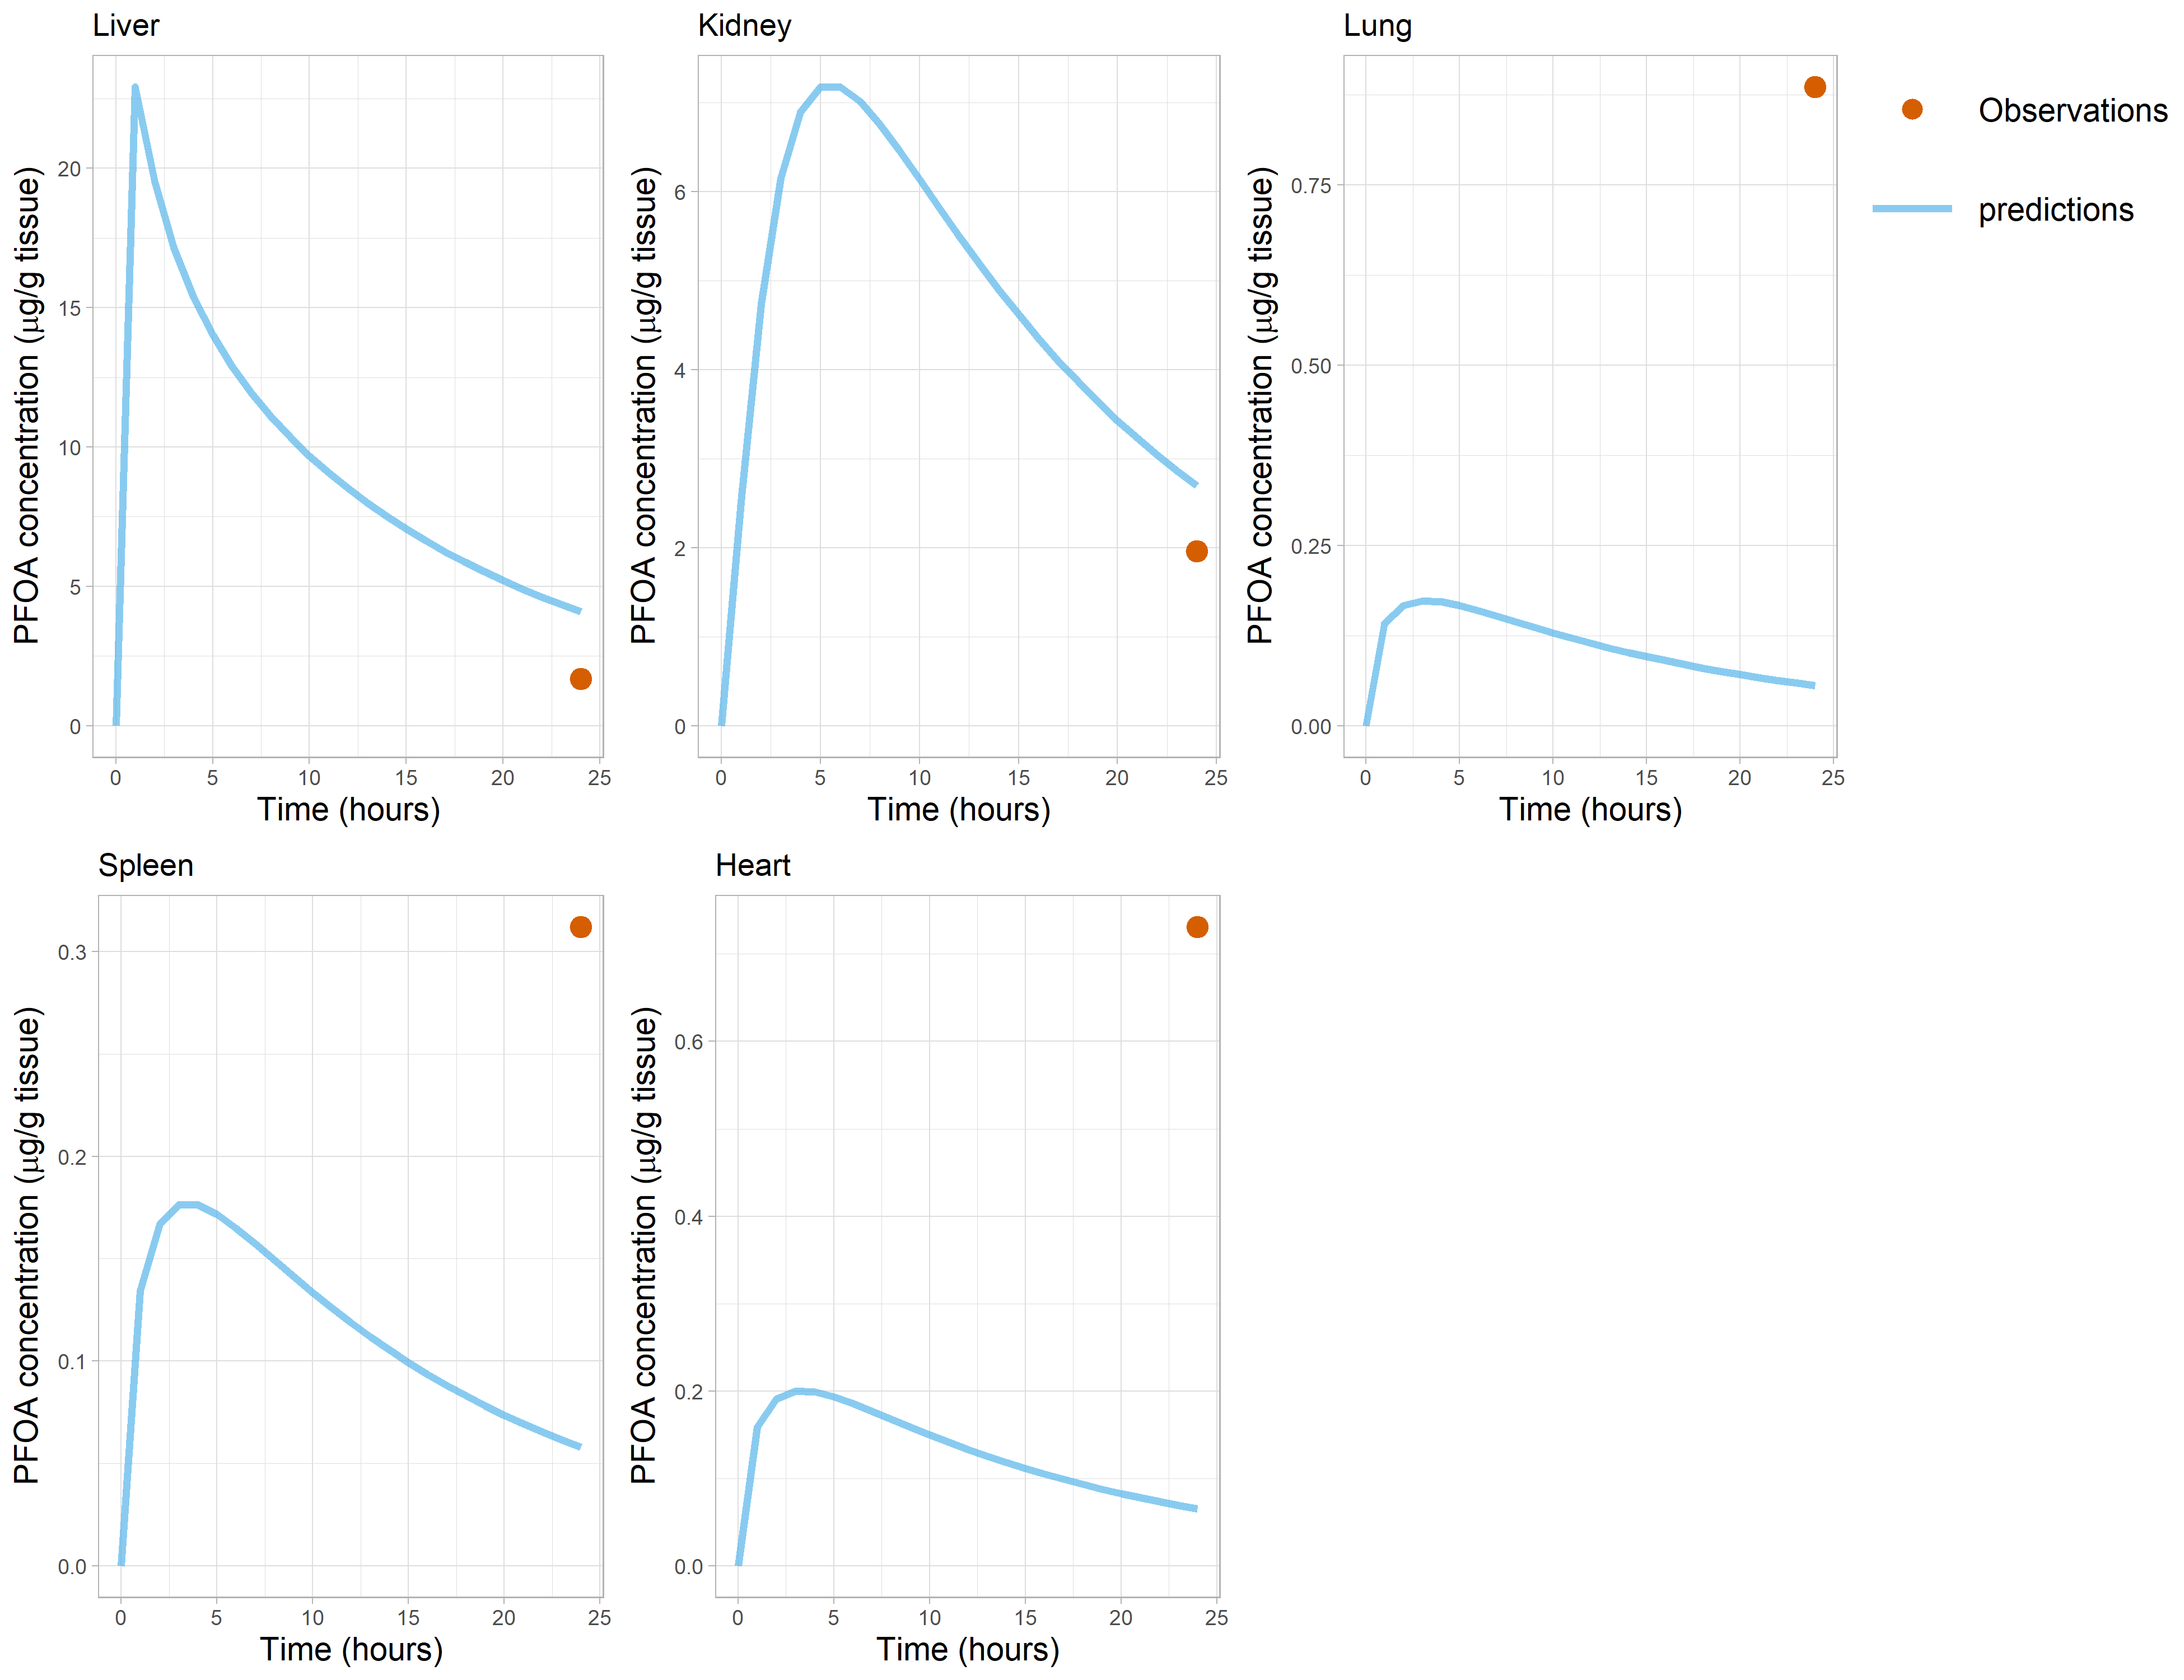 Liver
PFOA concentration (μg/g tissue)
20
15
10
5
0
0 5 10 15 20 25
Time (hours)
Kidney
PFOA concentration (μg/g tissue)
6
4
2
0
0 5 10 15 20 25
Time (hours)
Lung
PFOA concentration (μg/g tissue)
0.75
0.50
0.25
0.00
0 5 10 15 20 25
Time (hours)
Observations
predictions
Spleen
PFOA concentration (μg/g tissue)
0.3
0.2
0.1
0.0
0 5 10 15 20 25
Time (hours)
Heart
PFOA concentration (μg/g tissue)
0.6
0.4
0.2
0.0
0 5 10 15 20 25
Time (hours)